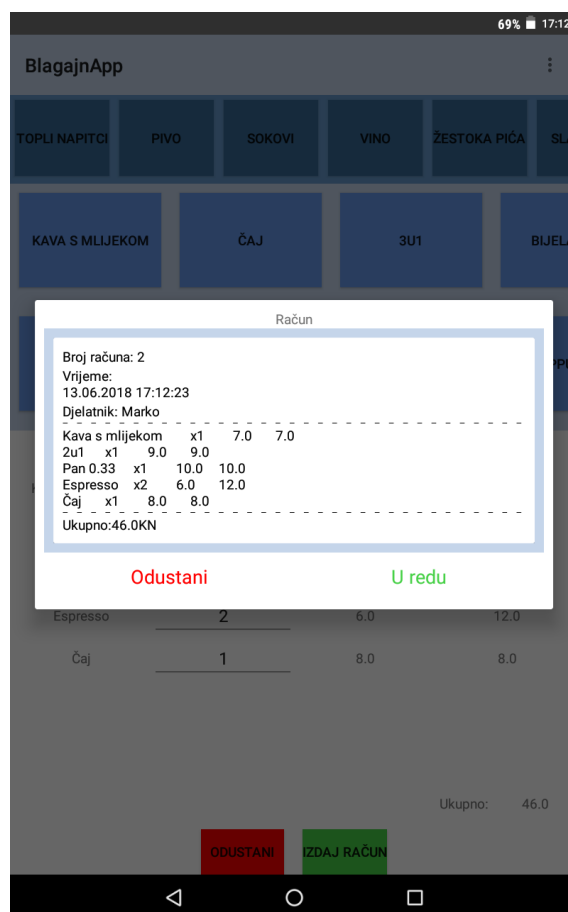 69% 17:12
BlagajnApp
TOPLI NAPITCI PIVO SOKOVI VINO ŽESTOKA PIĆA
KAVA S MLIJEKOM ČAJ 3U1
Račun
Broj računa: 2
Vrijeme:
13.06.2018 17:12:23
Djelatnik: Marko
Kava s mlijekom x1 7.0 7.0
2u1 x1 9.0 9.0
Pan 0.33 x1 10.0 10.0
Espresso x2 6.0 12.0
Čaj x1 8.0 8.0
Ukupno:46.0KN
Odustani U redu
Espresso 2 6.0 12.0
Čaj 1 8.0 8.0
Ukupno: 46.0
ODUSTANI IZDAJ RAČUN